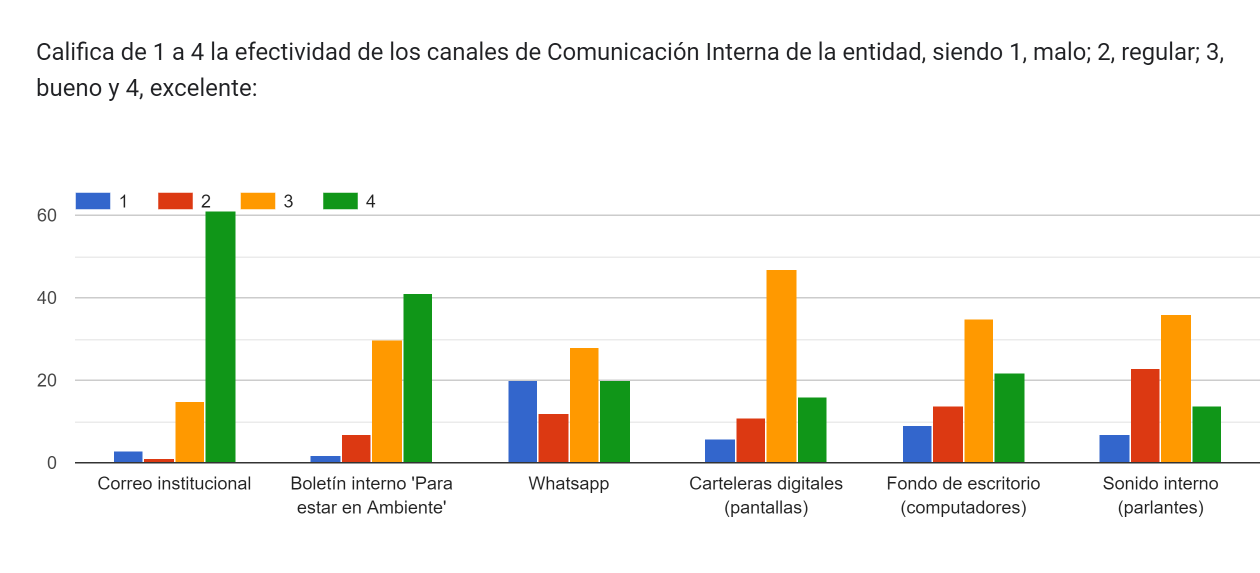 Califica de 1 a 4 la efectividad de los canales de Comunicación Interna de la entidad, siendo 1, malo; 2, regular; 3,
bueno y 4, excelente:
1 2 3 4
60
40
20
0
Correo institucional
Boletín interno 'Para
estar en Ambiente'
Whatsapp
Carteleras digitales
(pantallas)
Fondo de escritorio
(computadores)
Sonido interno
(parlantes)